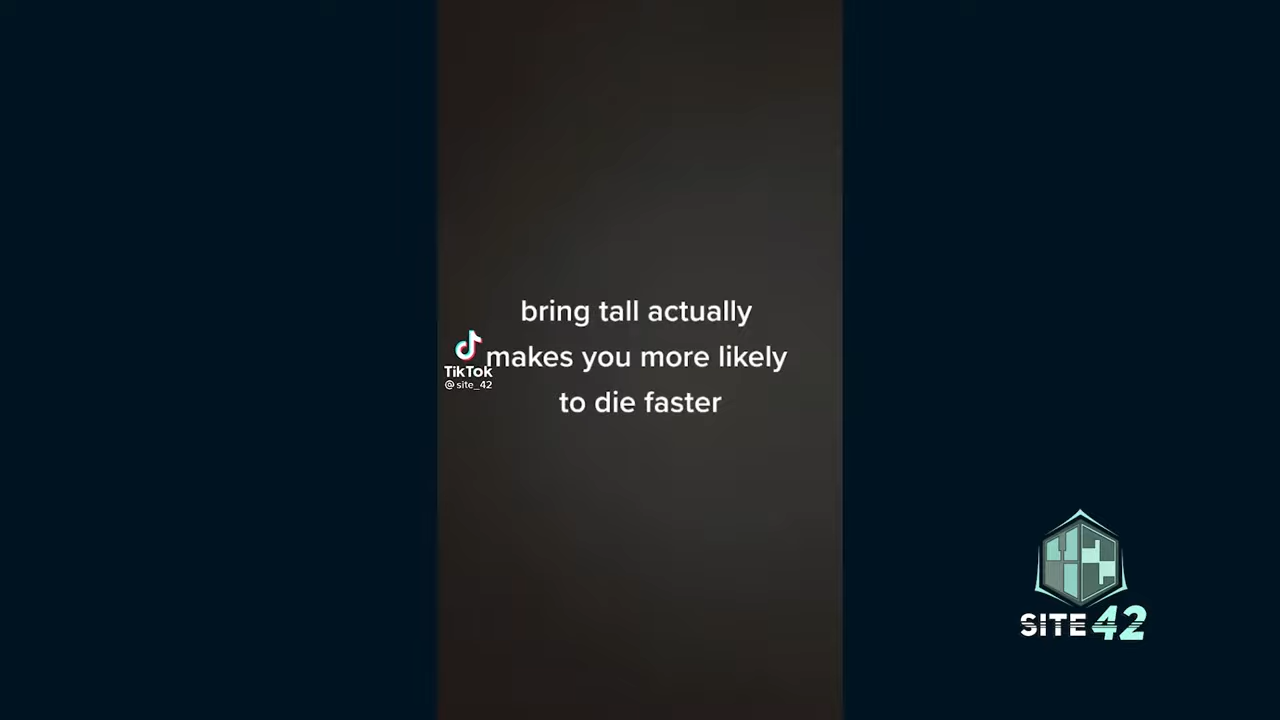 bring tall actually
makes you more likely
to die faster
TikTok
@site_42
SITE 42